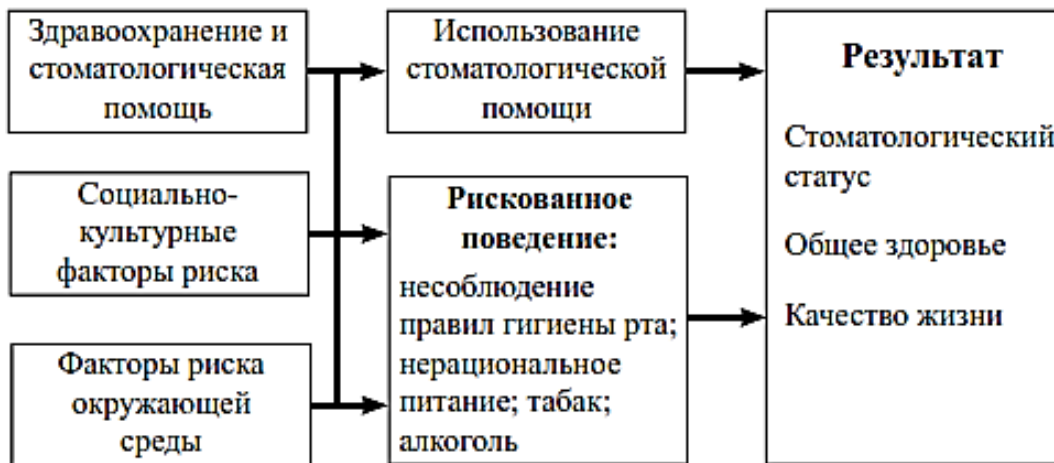 Здравоохранение и
стоматологическая
помощь
Социально-
культурные
факторы риска
Факторы риска
окружающей
среды
Использование
стоматологической
помощи
Рискованное
поведение:
несоблюдение
правил гигиены рта;
нерациональное
питание; табак;
алкоголь
Результат
Стоматологический
статус
Общее здоровье
Качество жизни